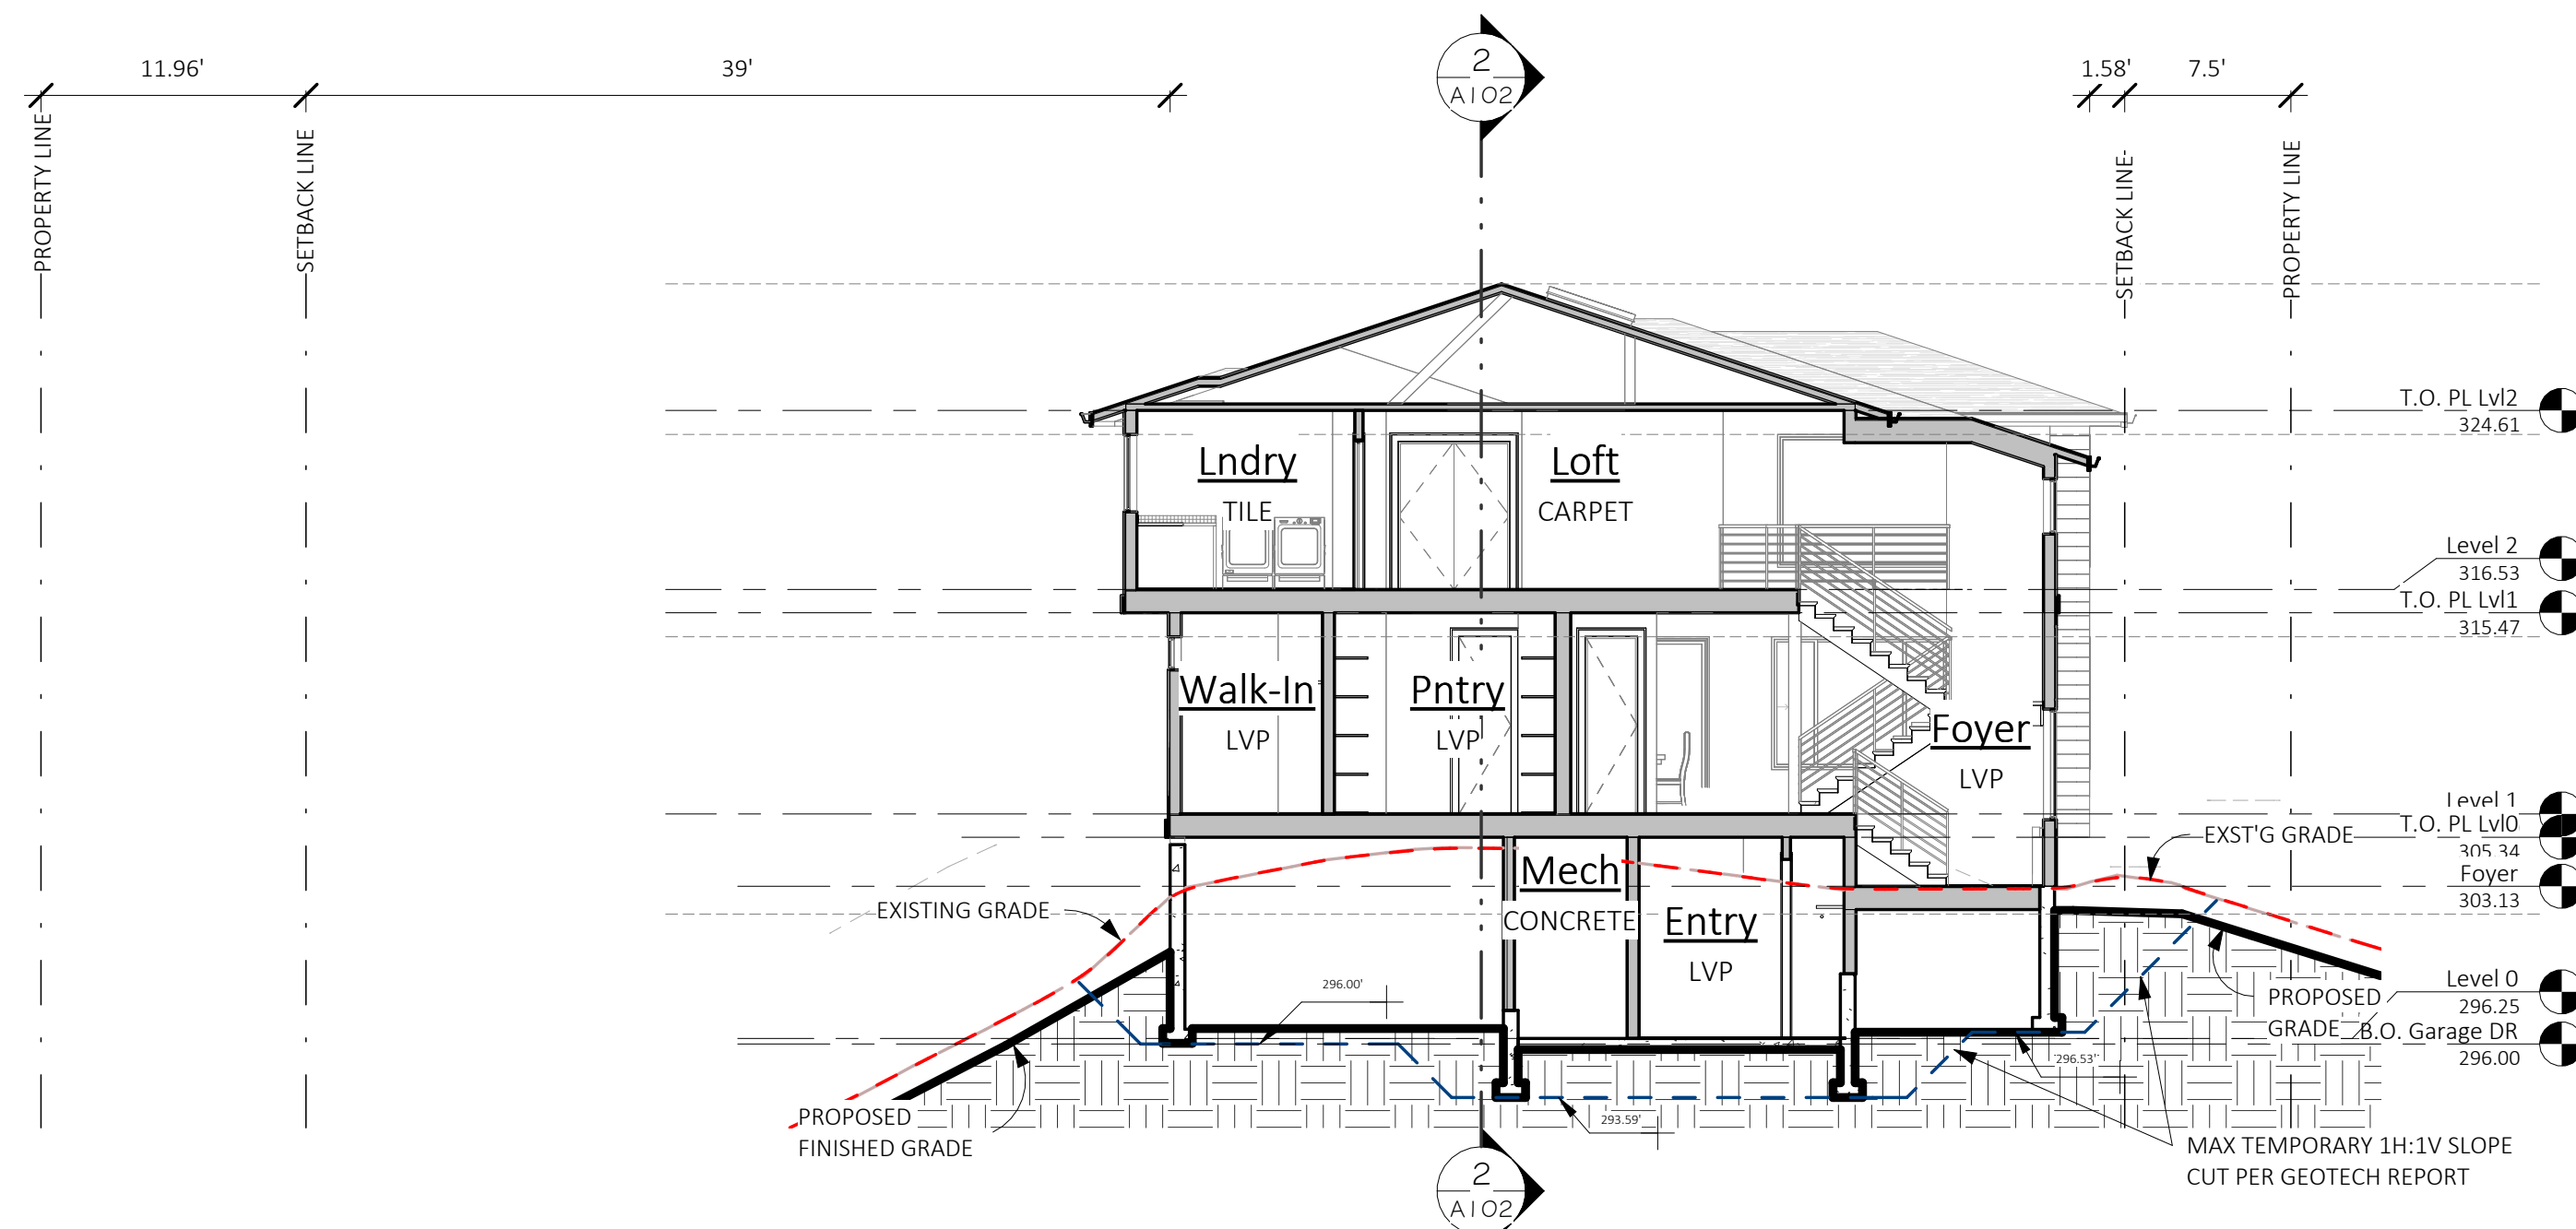 11.96'
39'
2
A102
1.58'
7.5'
PROPERTY LINE
SETBACK LINE
SETBACK LINE
PROPERTY LINE
T.O. PL Lvl2
324.61
Lndry
TILE
Loft
CARPET
Level 2
316.53
T.O. PL Lvl1
315.47
Walk-In
LVP
Pntry
LVP
Foyer
LVP
Level 1
T.O. PL Lvl0
305.34
EXST'G GRADE
Foyer
303.13
Mech
CONCRETE
EXISTING GRADE
Entry
LVP
296.00'
Level 0
296.25
PROPOSED
GRADE
B.O. Garage DR
296.00
296.53'
293.59'
PROPOSED
FINISHED GRADE
MAX TEMPORARY 1H:1V SLOPE
CUT PER GEOTECH REPORT
2
A102